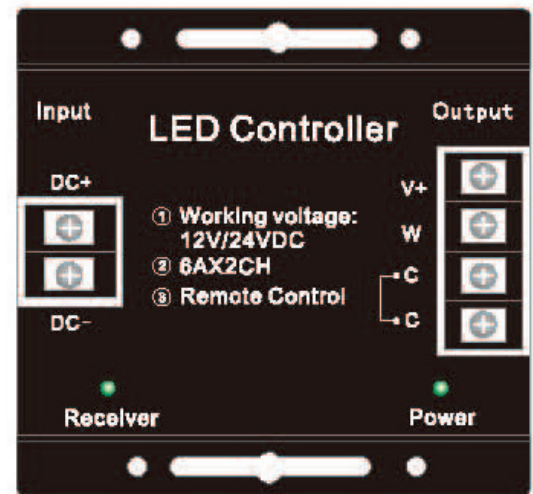 Input
LED Controller
Output
DC+
DC-
① Working voltage:
12V/24VDC
② 6AX2CH
③ Remote Control
V+
W
C
C
Receiver
Power